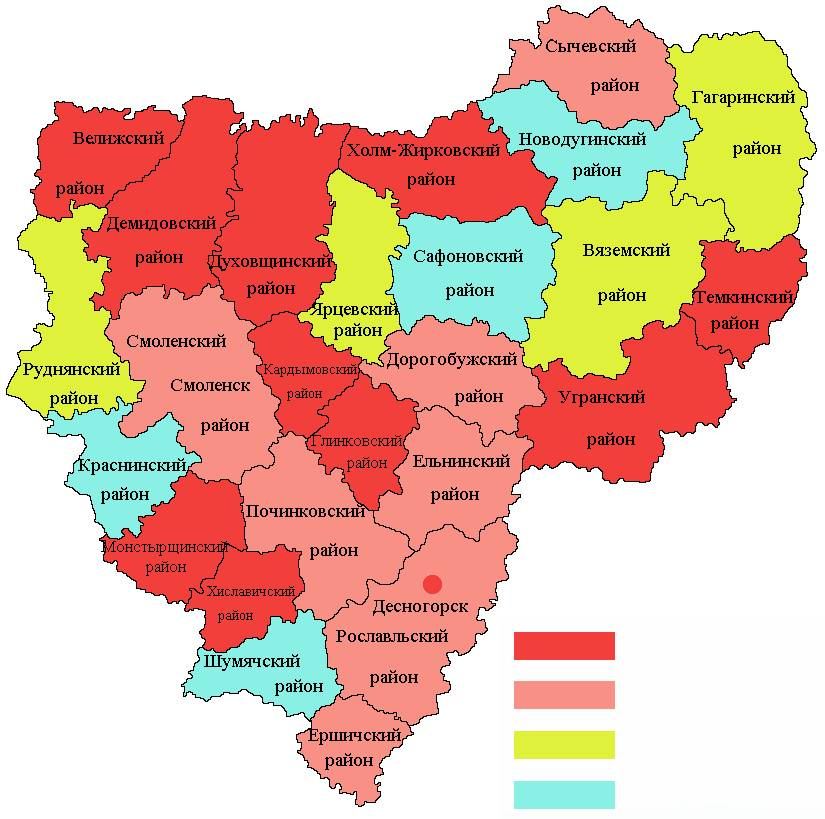 Сычевский
район
Гагаринский
район
Новодугинский
район
Велижский
район
Холм-Жирковский
район
Демидовский
район
Духовщинский
район
Сафоновский
район
Вяземский
район
Темкинский
район
Ярцевский
район
Смоленский
Смоленск
район
Руднянский
район
Кардымовский
район
Дорогобужский
район
Угранский
район
Глинковский
район
Ельнинский
район
Краснинский
район
Починковский
район
Монстырщинский
район
Хиславичский
район
Десногорск
Рославльский
район
Шумячский
район
Ершичский
район